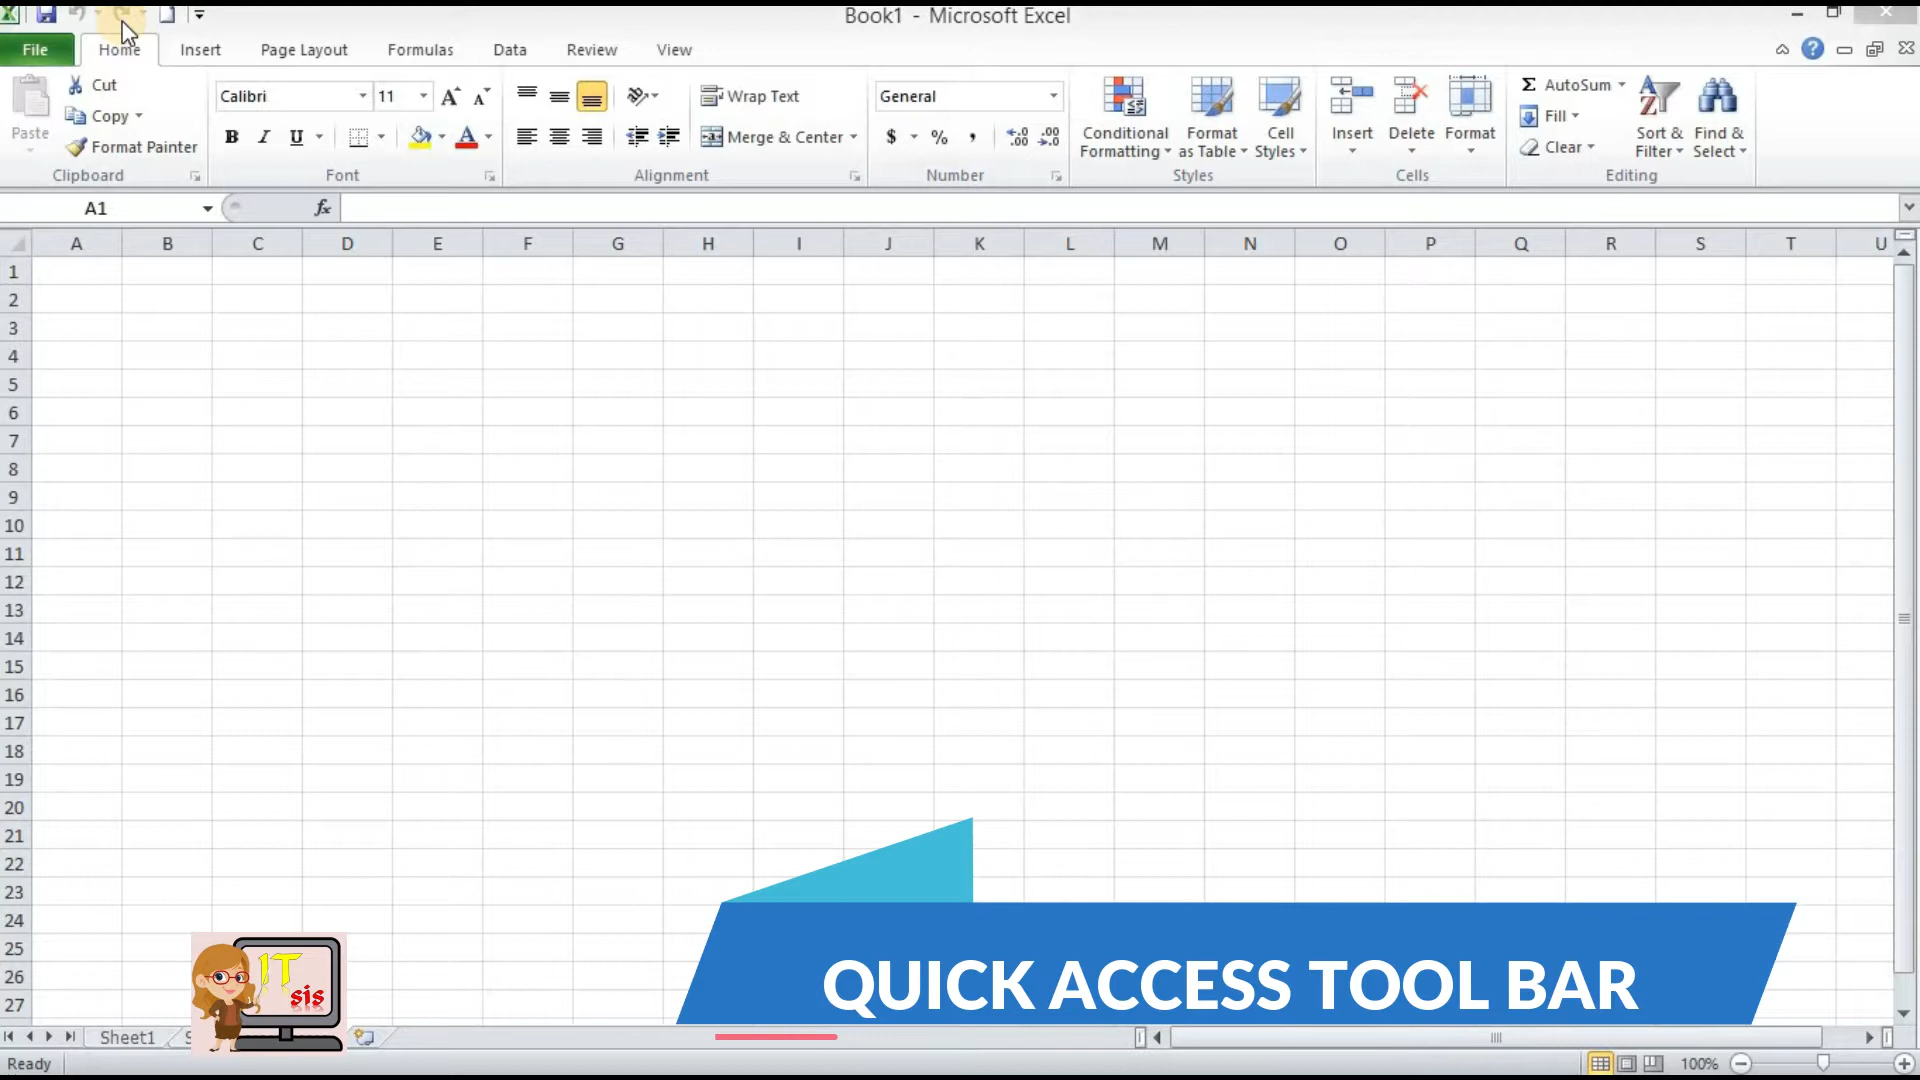 Book1 - Microsoft Excel
File Home Insert Page Layout Formulas Data Review View
Paste
Cut
Copy
Format Painter
Clipboard
Calibri 11
B I U
A
Font
Wrap Text
Merge & Center
Alignment
General
$ % ,
Number
Conditional
Formatting
Format
as Table
Cell
Styles
Styles
Insert Delete Format
Cells
Σ AutoSum
Fill
Clear
Sort &
Filter
Find &
Select
Editing
A1 fx
A B C D E F G H I J K L M N O P Q R S T U
1
2
3
4
5
6
7
8
9
10
11
12
13
14
15
16
17
18
19
20
21
22
23
24
25
26
27
IT
sis
QUICK ACCESS TOOL BAR
Sheet1
Ready
100%